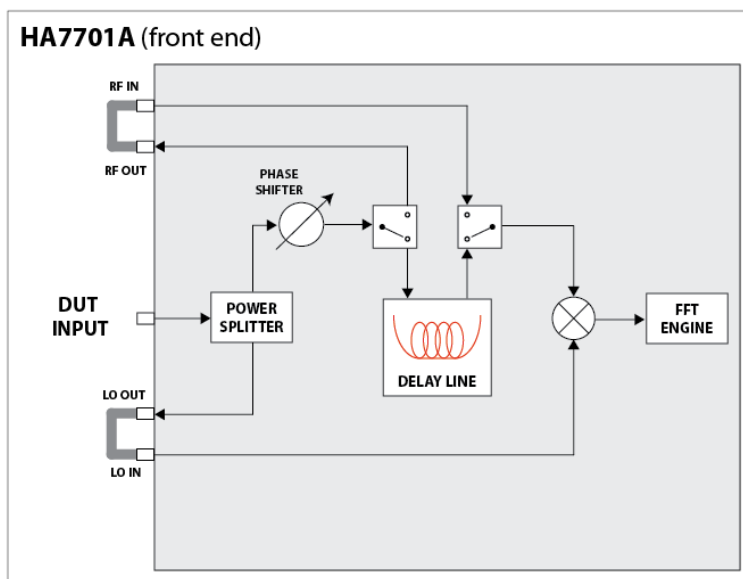 HA7701A (front end)
RF IN
RF OUT
PHASE
SHIFTER
DUT
INPUT
POWER
SPLITTER
FFT
ENGINE
DELAY LINE
LO OUT
LO IN